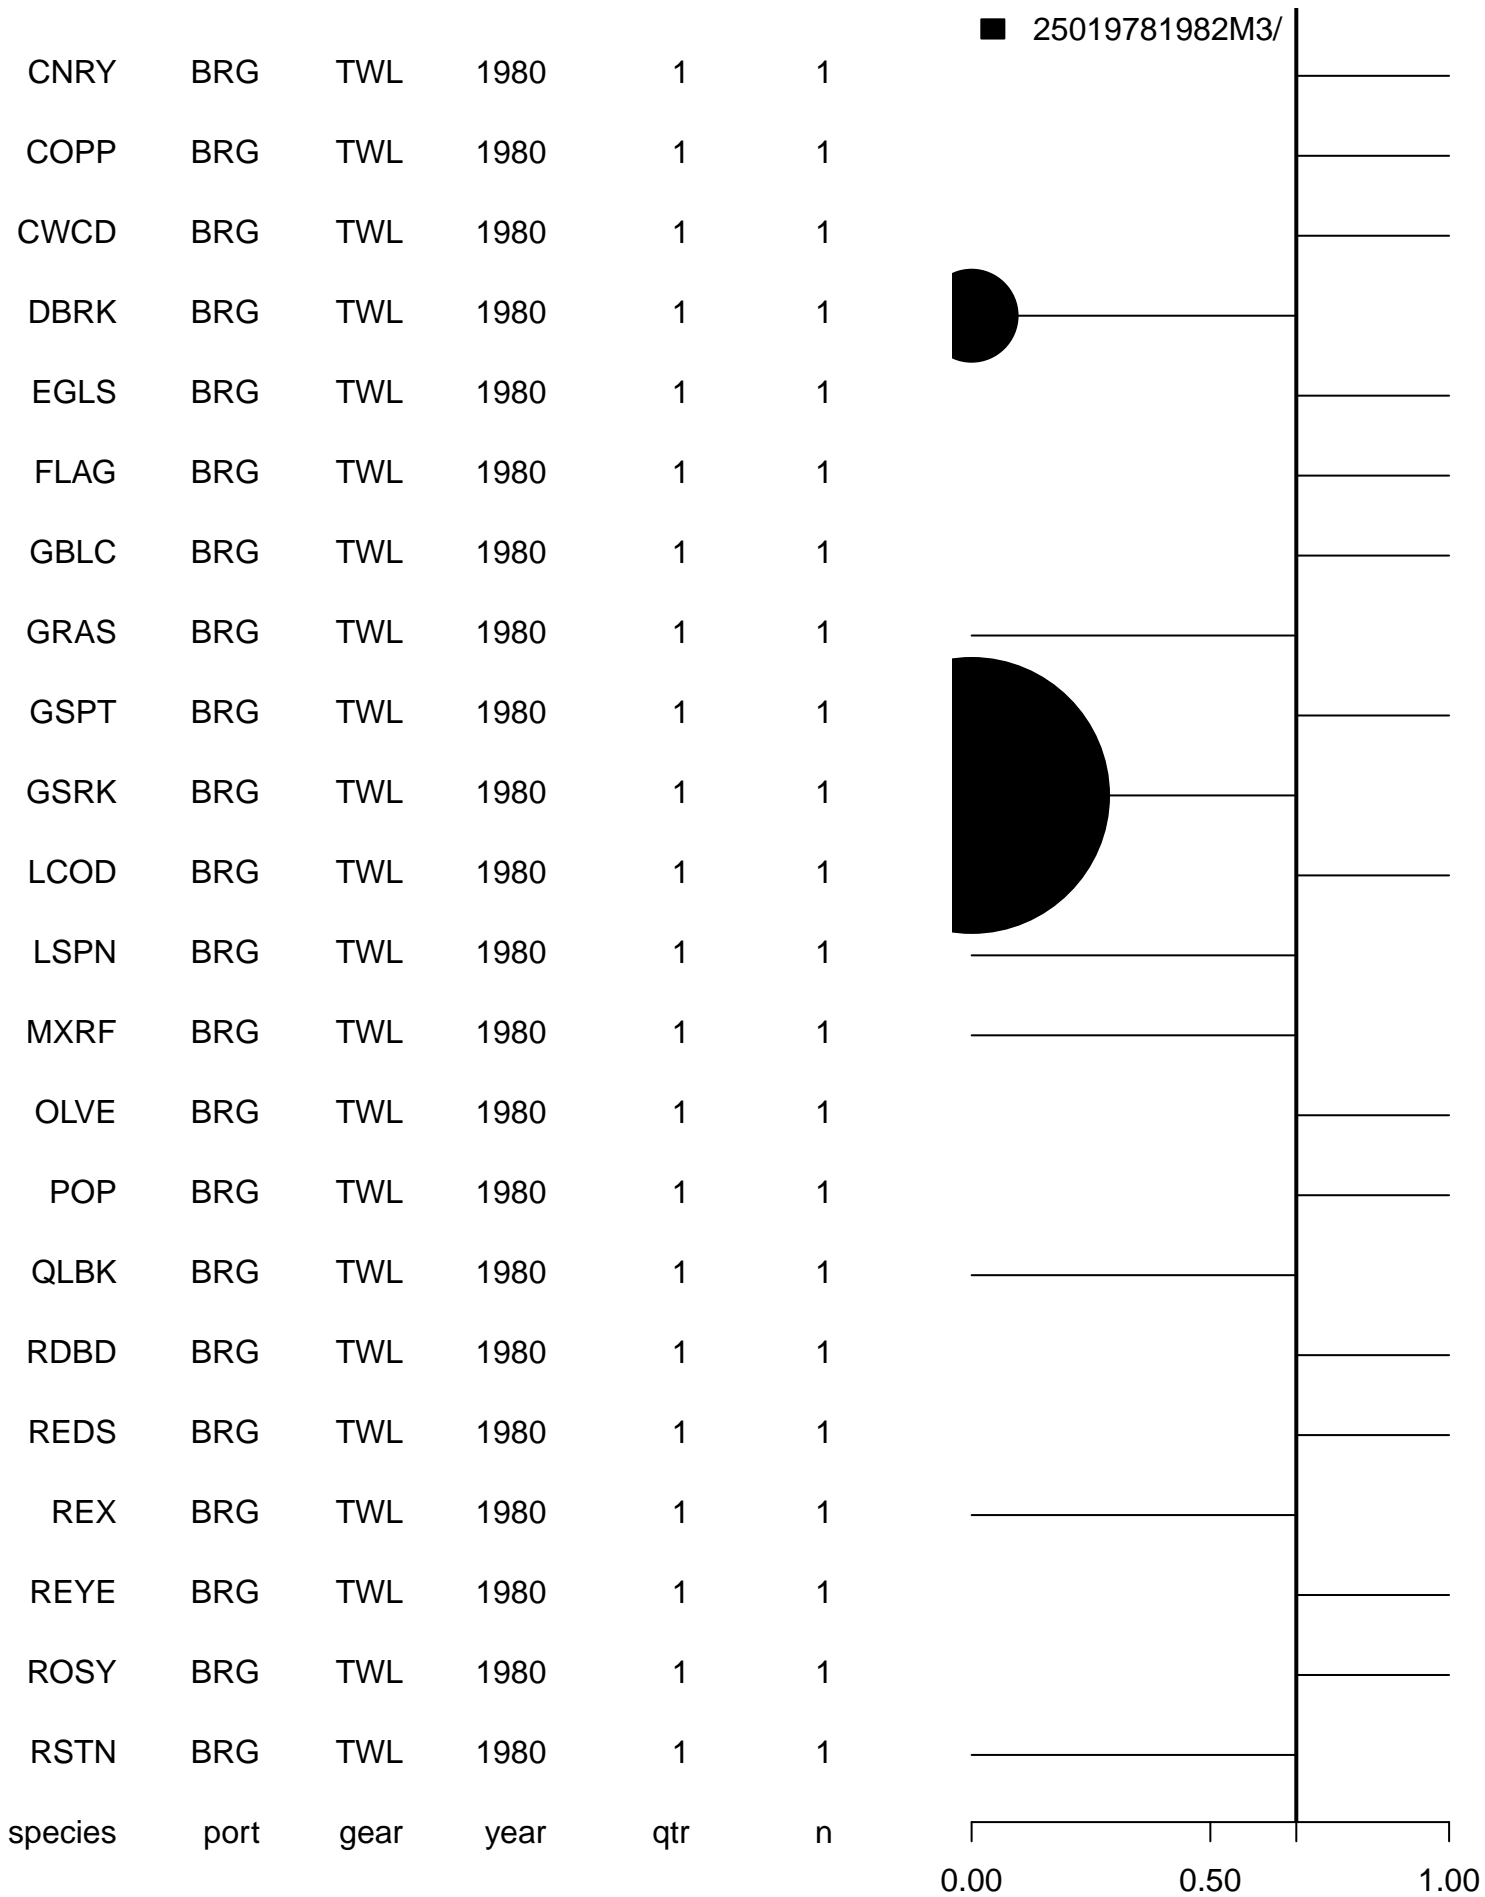 25019781982M3/
CNRY BRG TWL 1980 1 1
COPP BRG TWL 1980 1 1
CWCD BRG TWL 1980 1 1
DBRK BRG TWL 1980 1 1
EGLS BRG TWL 1980 1 1
FLAG BRG TWL 1980 1 1
GBLC BRG TWL 1980 1 1
GRAS BRG TWL 1980 1 1
GSPT BRG TWL 1980 1 1
GSRK BRG TWL 1980 1 1
LCOD BRG TWL 1980 1 1
LSPN BRG TWL 1980 1 1
MXRF BRG TWL 1980 1 1
OLVE BRG TWL 1980 1 1
POP BRG TWL 1980 1 1
QLBK BRG TWL 1980 1 1
RDBD BRG TWL 1980 1 1
REDS BRG TWL 1980 1 1
REX BRG TWL 1980 1 1
REYE BRG TWL 1980 1 1
ROSY BRG TWL 1980 1 1
RSTN BRG TWL 1980 1 1
species port gear year qtr n
0.00 0.50 1.00